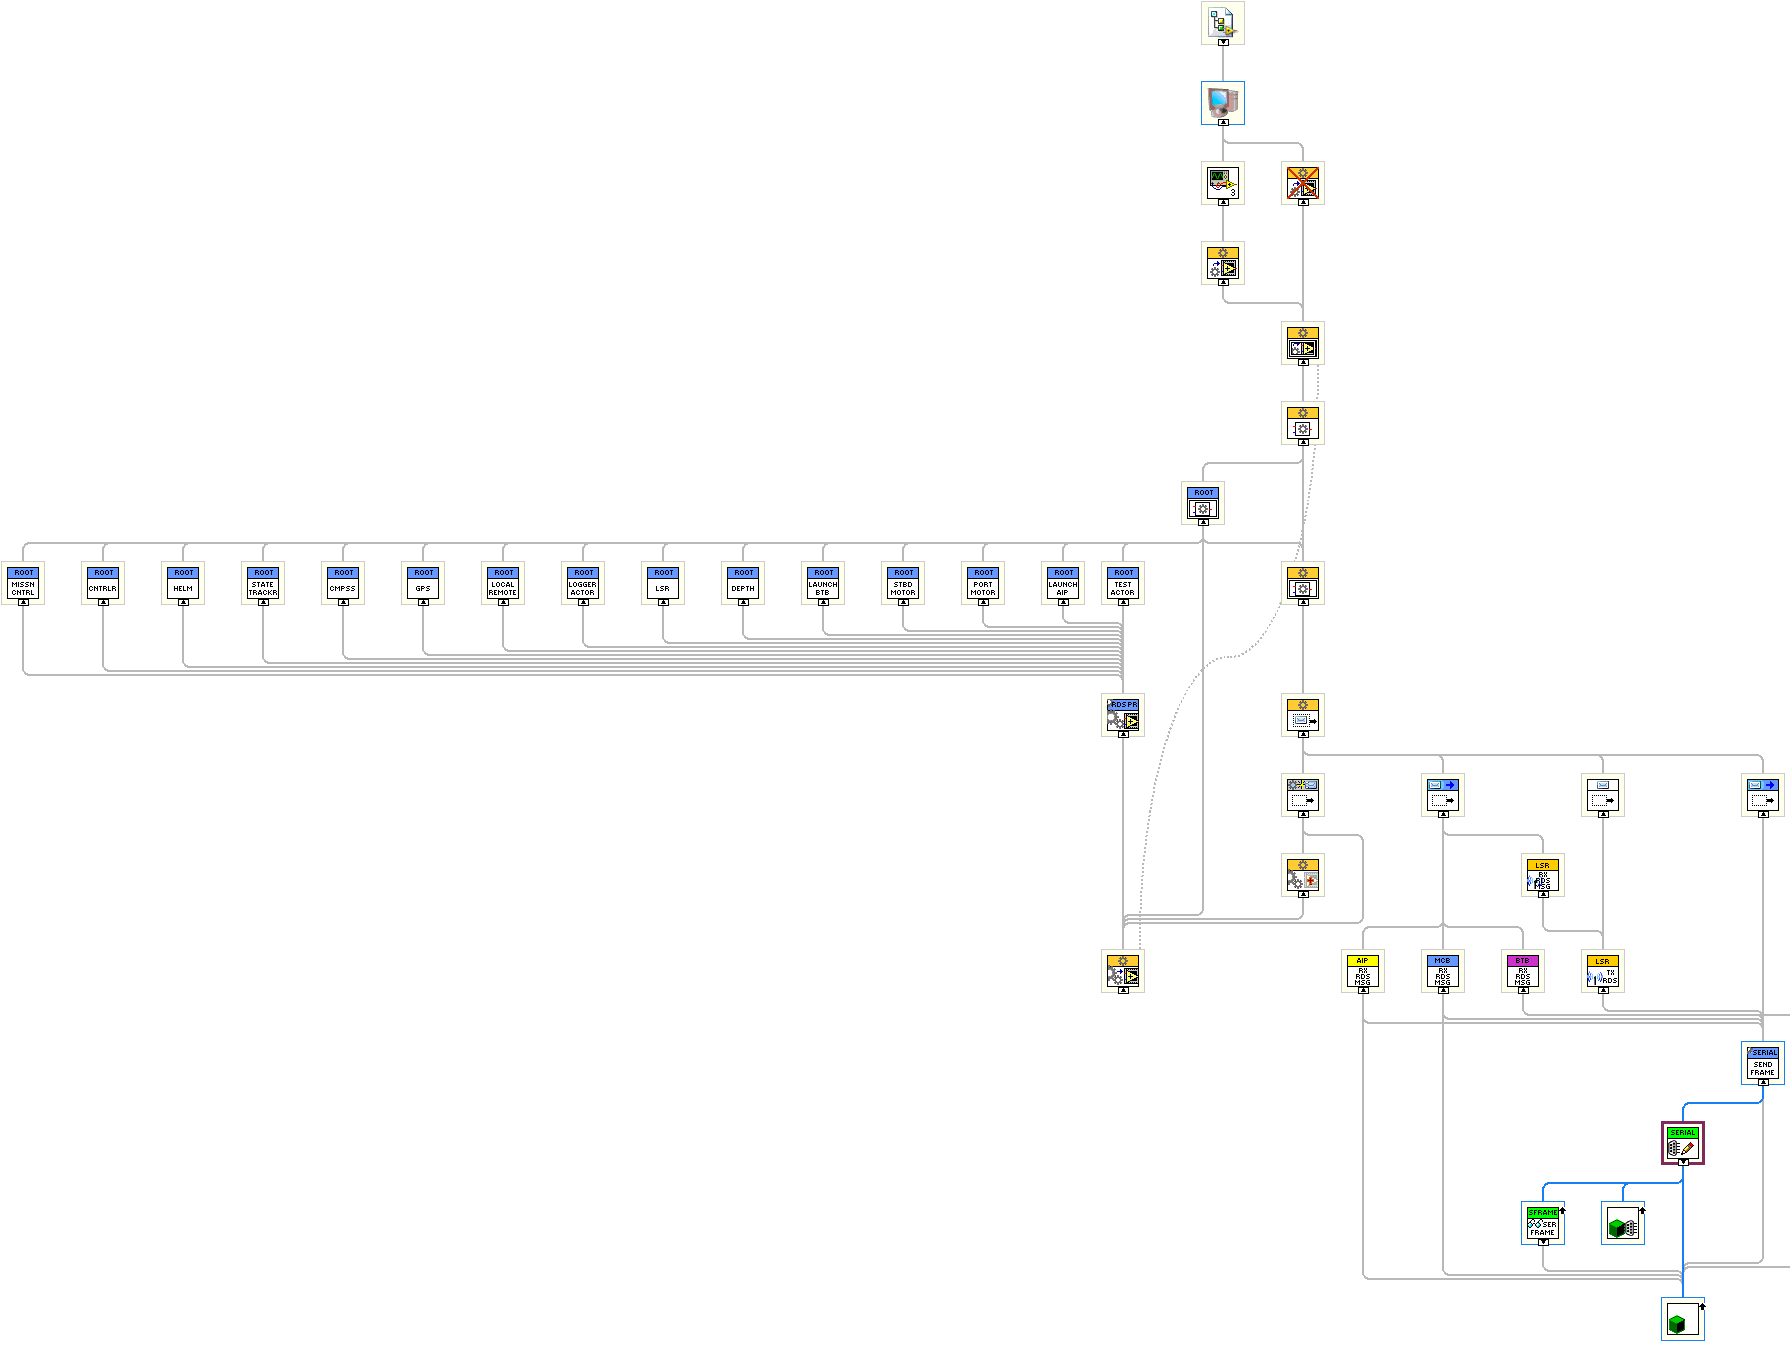 3
ROOT
ROOT
MISSN
CNTRL
ROOT
CNTRLR
ROOT
HELM
ROOT
STATE
TRACKR
ROOT
CMPSS
ROOT
GPS
ROOT
LOCAL
REMOTE
ROOT
LOGGER
ACTOR
ROOT
LSR
ROOT
DEPTH
ROOT
LAUNCH
BTB
ROOT
STBD
MOTOR
ROOT
PORT
MOTOR
ROOT
LAUNCH
AIP
ROOT
TEST
ACTOR
RDS PR
LSR
RX
RDS
MSG
AIP
RX
RDS
MSG
MCB
RX
RDS
MSG
BTB
RX
RDS
MSG
LSR
TX
RDS
SERIAL
SEND
FRAME
SERIAL
SFRAME
SER
FRAME